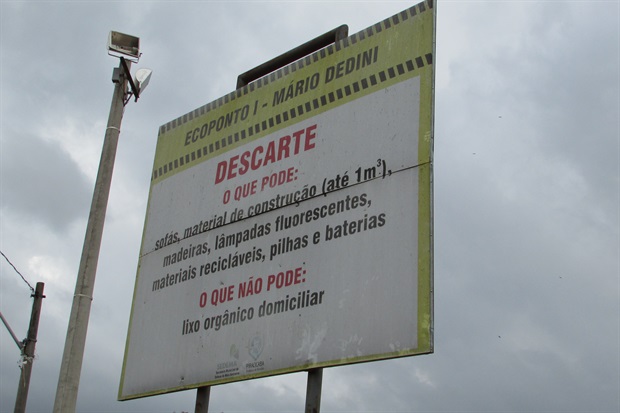 ECOPONTO I - MÁRIO DEDINI
DESCARTE
O QUE PODE:
sofás, material de construção (até 1m³),
madeiras, lâmpadas fluorescentes,
materiais recicláveis, pilhas e baterias
O QUE NÃO PODE:
lixo orgânico domiciliar